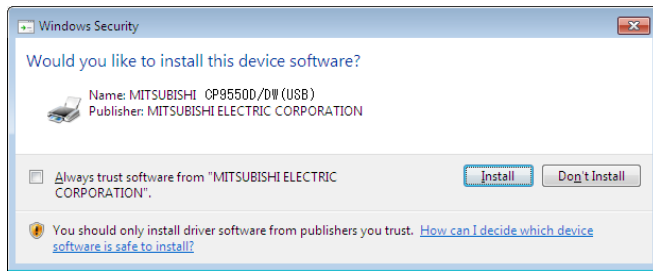 Windows Security
Would you like to install this device software?
Name: MITSUBISHI CP9550D/DW(USB)
Publisher: MITSUBISHI ELECTRIC CORPORATION
Always trust software from "MITSUBISHI ELECTRIC
CORPORATION".
Install
Don't Install
You should only install driver software from publishers you trust. How can I decide which device
software is safe to install?